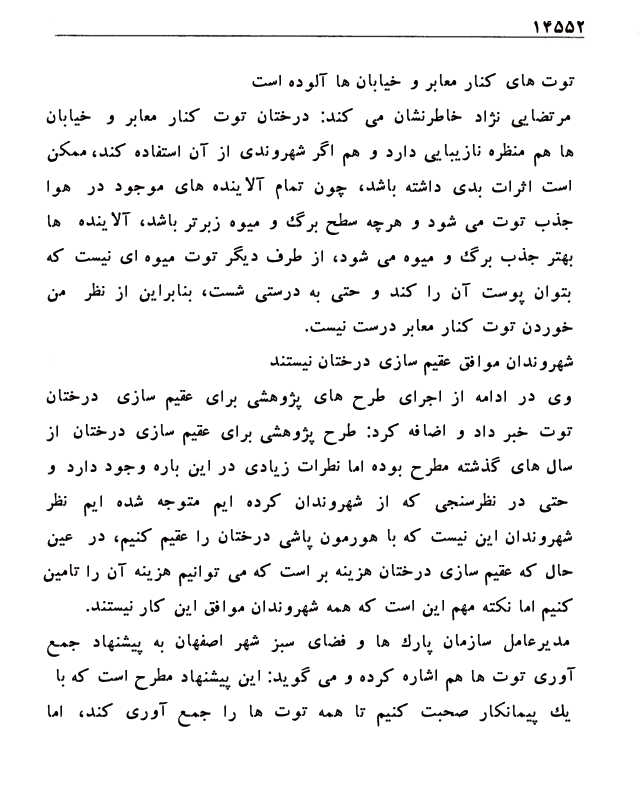 ۱۴۵۵۲
توت های کنار معابر و خیابان ها آلوده است
مرتضایی نژاد خاطرنشان می کند: درختان توت کنار معابر و خیابان
ها هم منظره نازیبایی دارد و هم اگر شهروندی از آن استفاده کند، ممکن
است اثرات بدی داشته باشد، چون تمام آلاینده های موجود در هوا
جذب توت می شود و هرچه سطح برگ و میوه زبرتر باشد، آلاینده ها
بهتر جذب برگ و میوه می شود، از طرف دیگر توت میوه ای نیست که
بتوان پوست آن را کند و حتی به درستی شست، بنابراین از نظر من
خوردن توت کنار معابر درست نیست.
شهروندان موافق عقیم سازی درختان نیستند
وی در ادامه از اجرای طرح های پژوهشی برای عقیم سازی درختان
توت خبر داد و اضافه کرد: طرح پژوهشی برای عقیم سازی درختان از
سال های گذشته مطرح بوده اما نطرات زیادی در این باره وجود دارد و
حتی در نظرسنجی که از شهروندان کرده ایم متوجه شده ایم نظر
شهروندان این نیست که با هورمون پاشی درختان را عقیم کنیم، در عین
حال که عقیم سازی درختان هزینه بر است که می توانیم هزینه آن را تامین
کنیم اما نکته مهم این است که همه شهروندان موافق این کار نیستند.
مدیرعامل سازمان پارک ها و فضای سبز شهر اصفهان به پیشنهاد جمع
آوری توت ها هم اشاره کرده و می گوید: این پیشنهاد مطرح است که با
یک پیمانکار صحبت کنیم تا همه توت ها را جمع آوری کند، اما